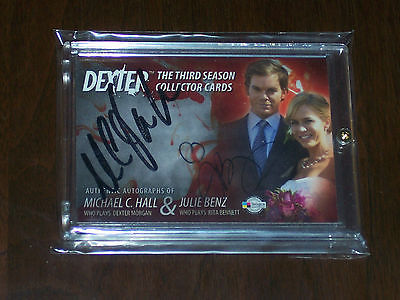 DEXTER™ THE THIRD SEASON
COLLECTOR CARDS
AUTHENTIC AUTOGRAPHS OF
MICHAEL C. HALL & JULIE BENZ
WHO PLAYS DEXTER MORGAN WHO PLAYS RITA BENNETT